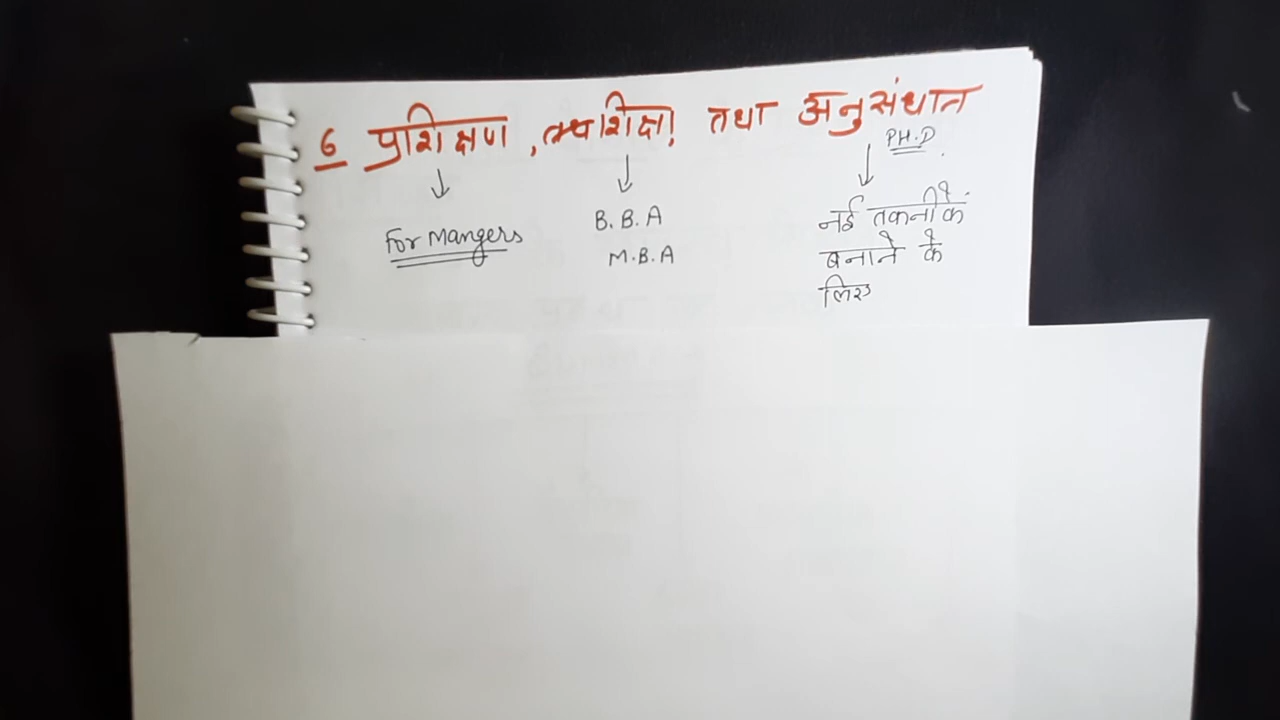 6 प्रशिक्षण , शिक्षा तथा अनुसंधान
PH.D
For Mangers
B.B.A
M.B.A
नई तकनीके
बनाने के
लिए